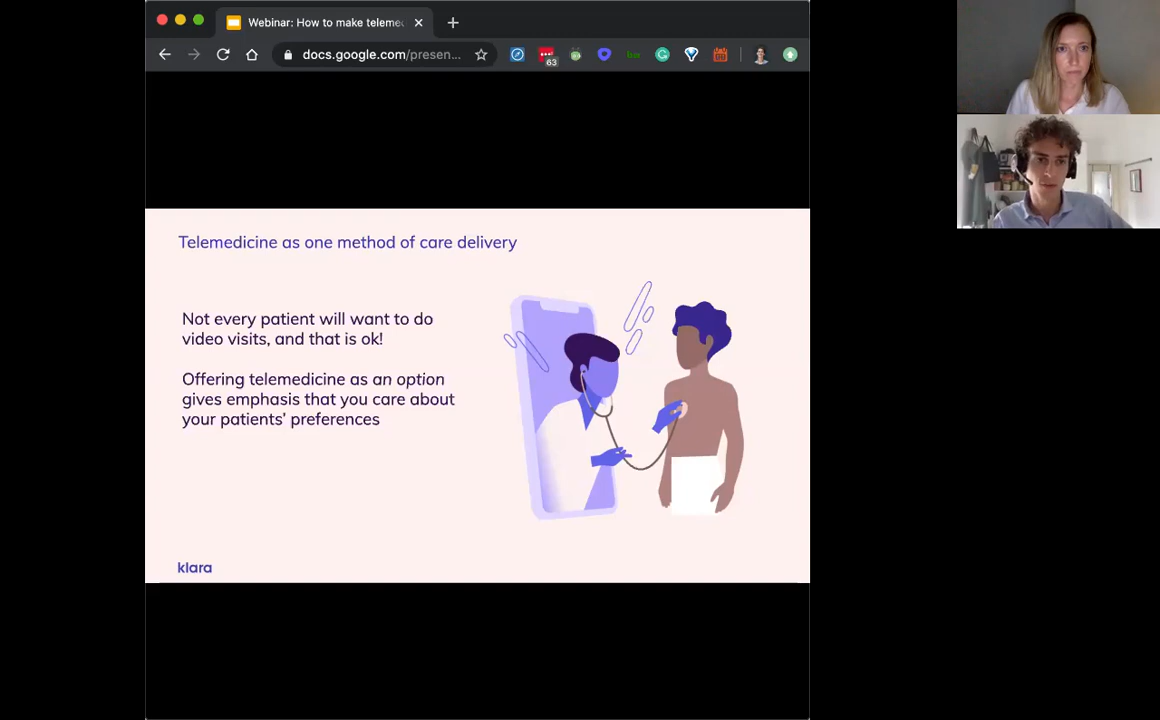 Webinar: How to make teleme
docs.google.com/presen...
63
Telemedicine as one method of care delivery
Not every patient will want to do
video visits, and that is ok!
Offering telemedicine as an option
gives emphasis that you care about
your patients' preferences
klara